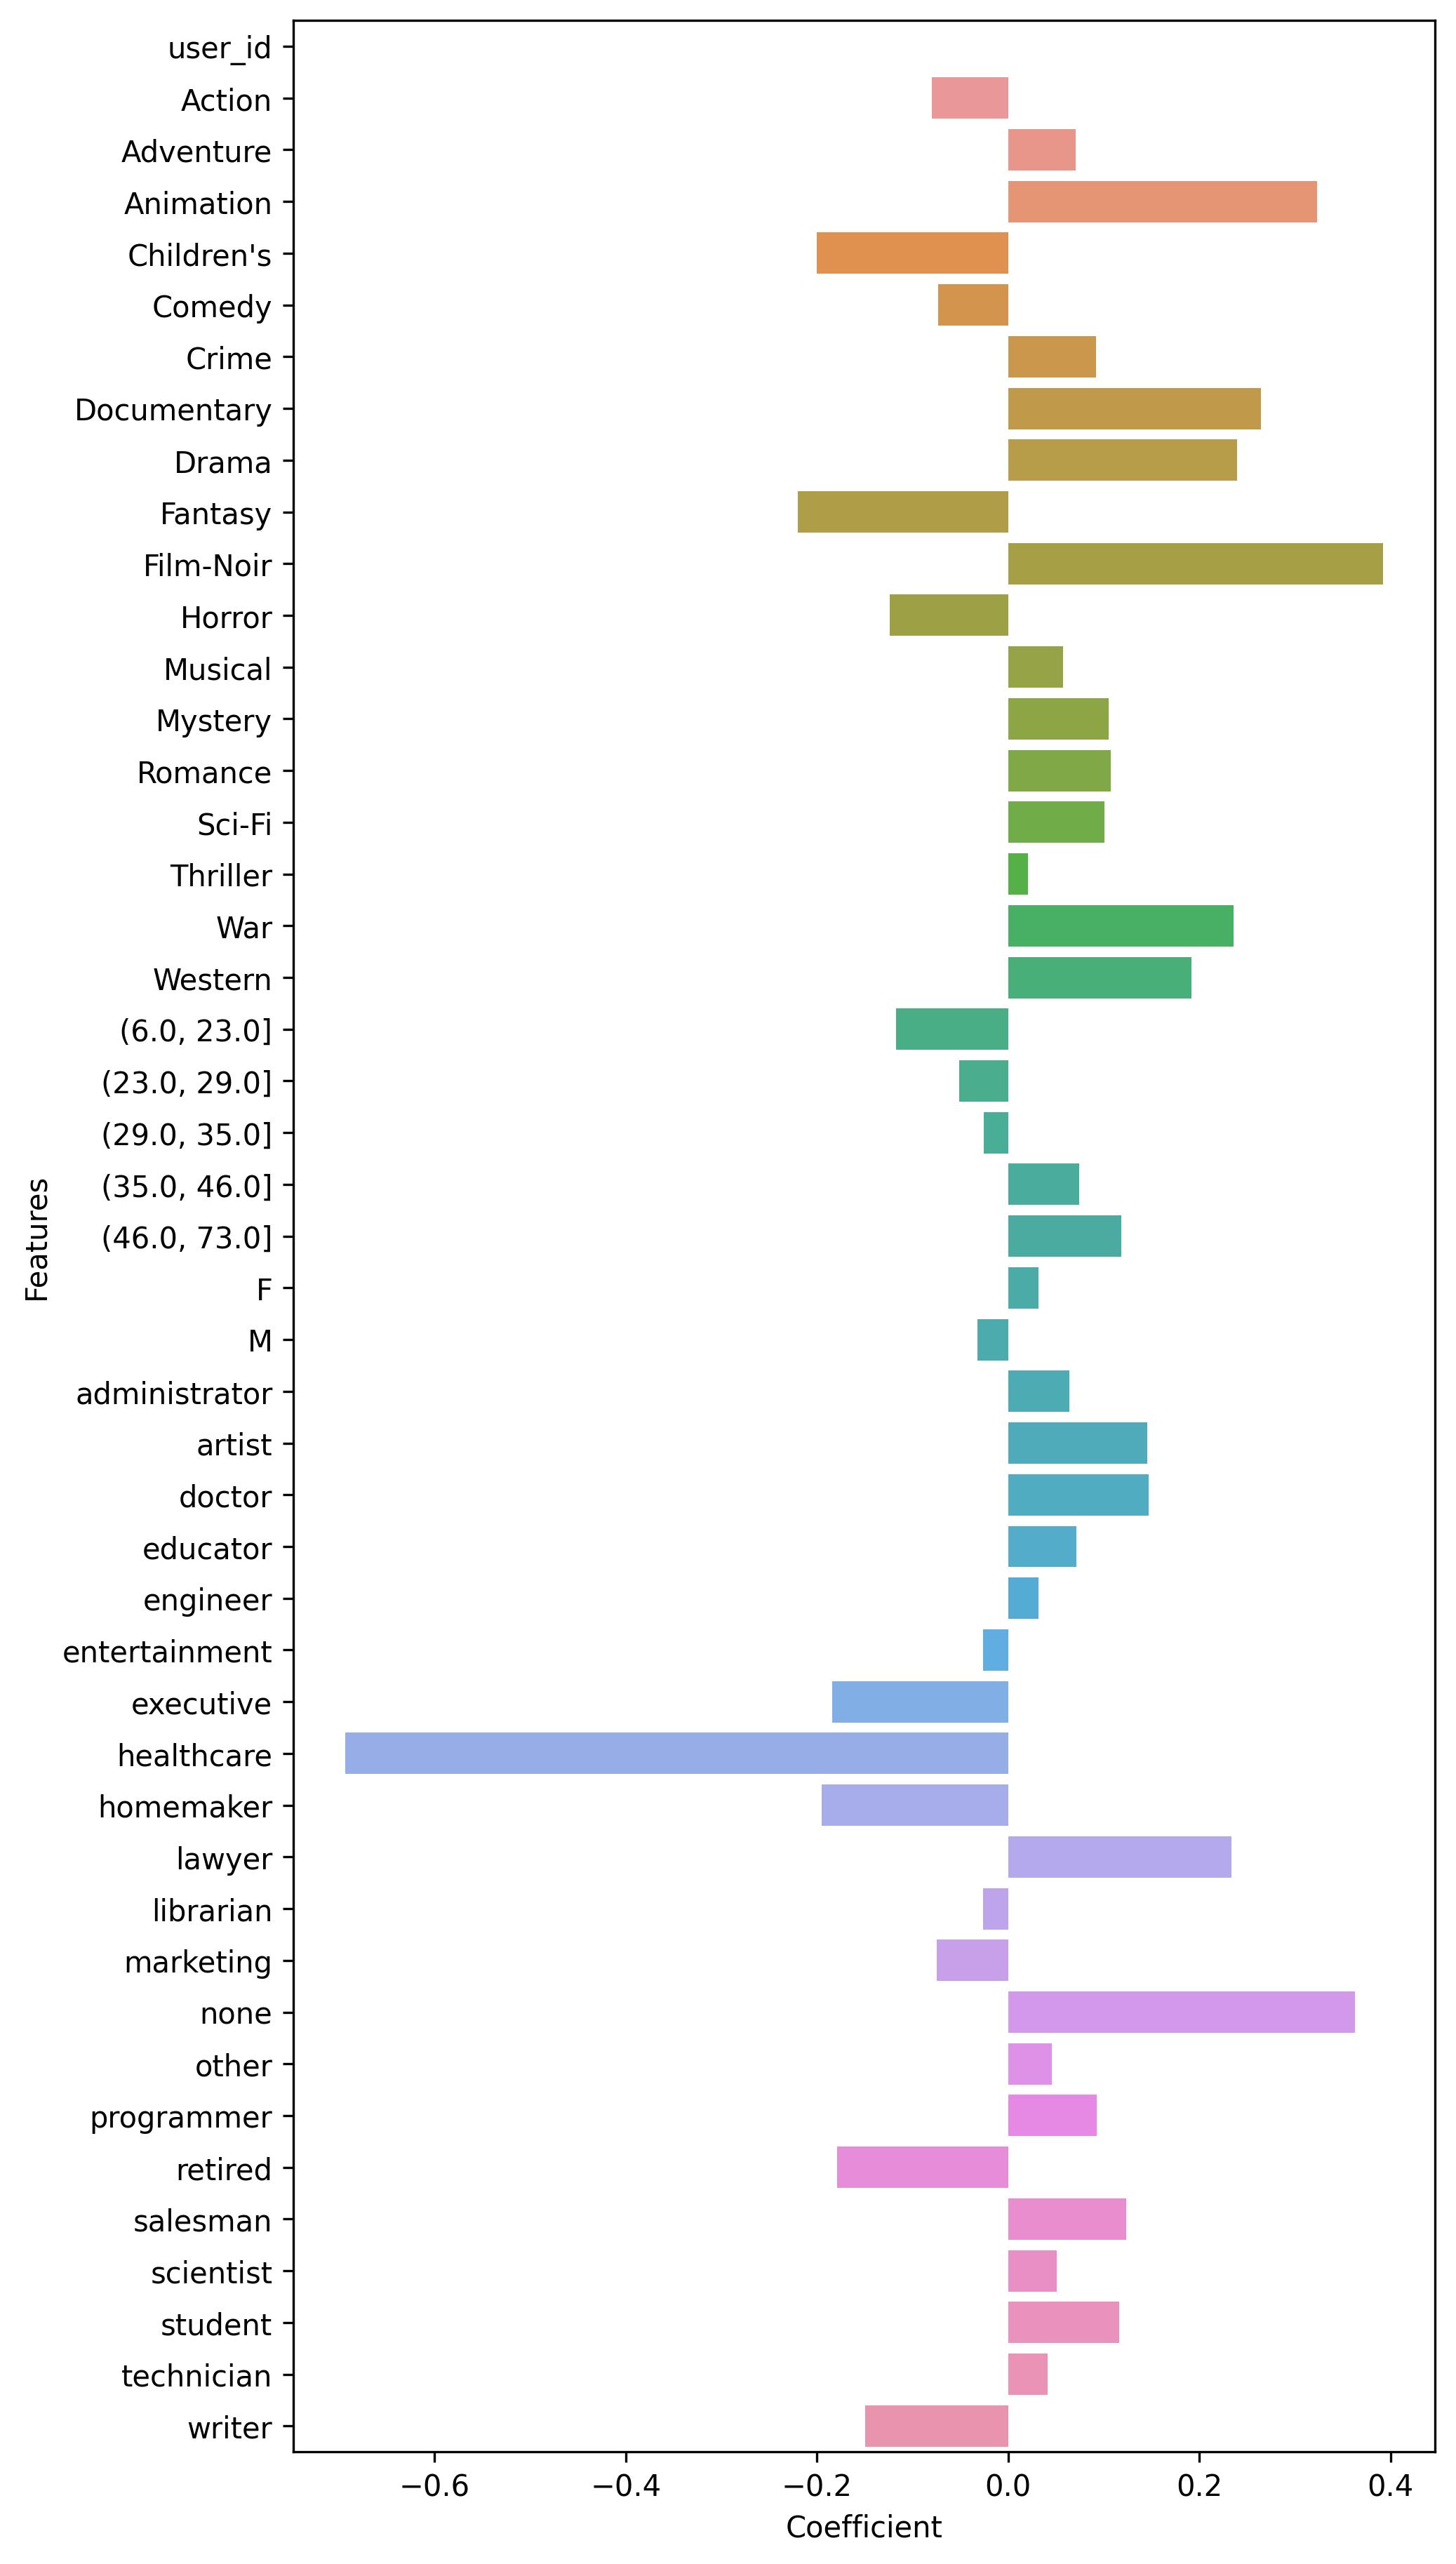 user_id
Action
Adventure
Animation
Children's
Comedy
Crime
Documentary
Drama
Fantasy
Film-Noir
Horror
Musical
Mystery
Romance
Sci-Fi
Thriller
War
Western
(6.0, 23.0]
(23.0, 29.0]
(29.0, 35.0]
(35.0, 46.0]
(46.0, 73.0]
F
M
administrator
artist
doctor
educator
engineer
entertainment
executive
healthcare
homemaker
lawyer
librarian
marketing
none
other
programmer
retired
salesman
scientist
student
technician
writer
Features
−0.6 −0.4 −0.2 0.0 0.2 0.4
Coefficient